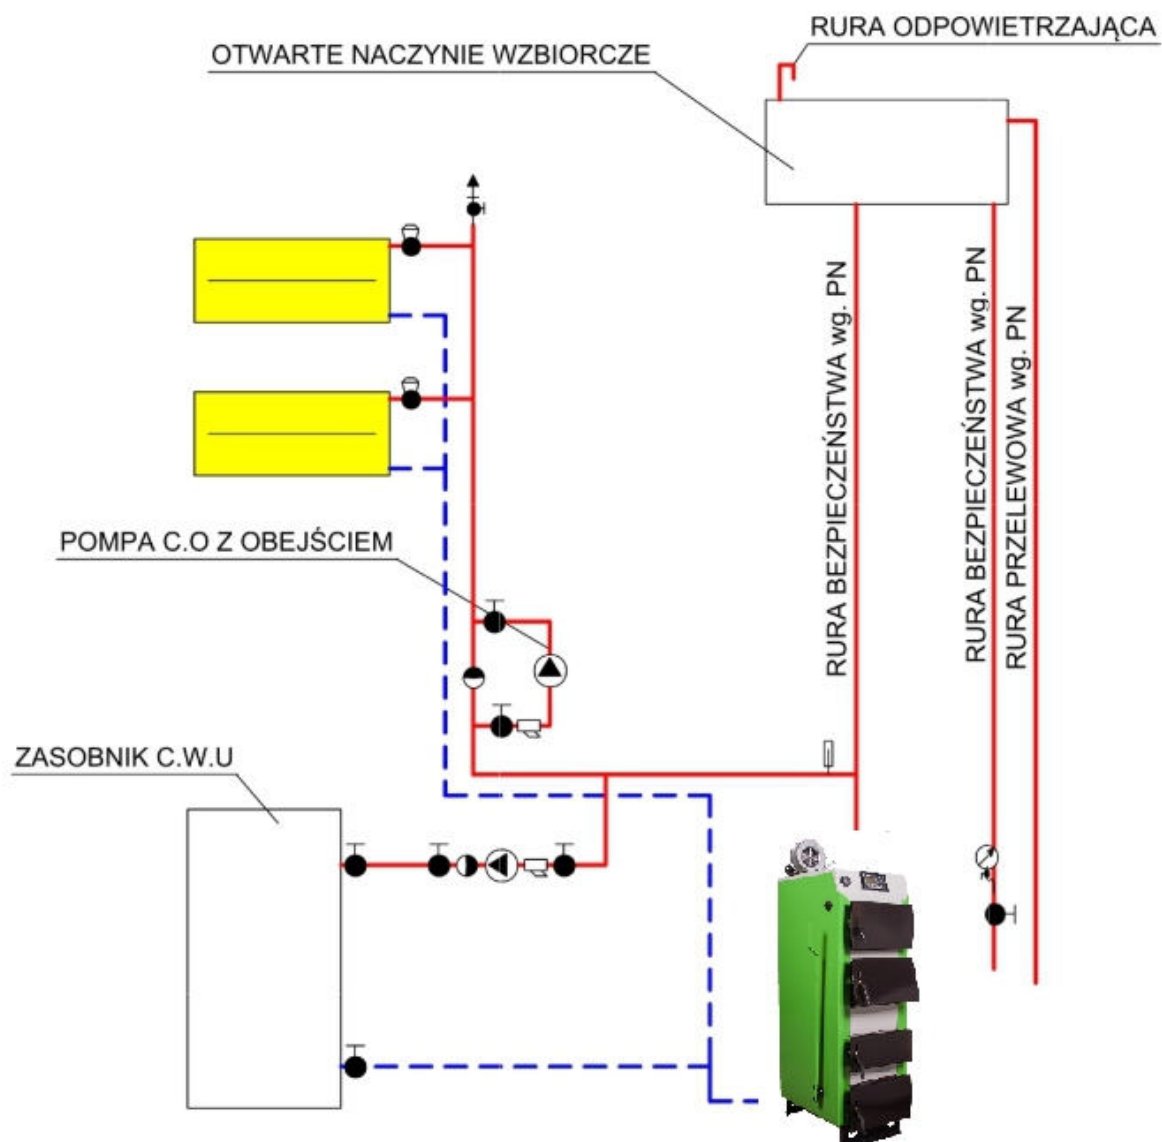 RURA ODPOWIETRZAJĄCA
OTWARTE NACZYNIE WZBIORCZE
RURA BEZPIECZEŃSTWA wg. PN
RURA BEZPIECZEŃSTWA wg. PN
RURA PRZELEWOWA wg. PN
POMPA C.O Z OBEJŚCIEM
ZASOBNIK C.W.U